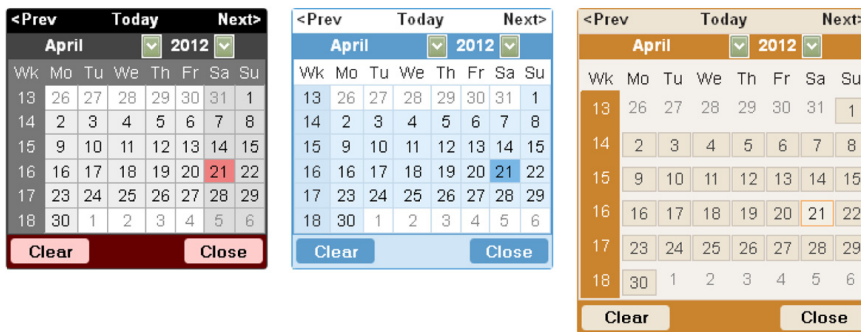 <Prev Today Next>
April 2012
Wk Mo Tu We Th Fr Sa Su
13 26 27 28 29 30 31 1
14 2 3 4 5 6 7 8
15 9 10 11 12 13 14 15
16 16 17 18 19 20 21 22
17 23 24 25 26 27 28 29
18 30 1 2 3 4 5 6
Clear Close
<Prev Today Next>
April 2012
Wk Mo Tu We Th Fr Sa Su
13 26 27 28 29 30 31 1
14 2 3 4 5 6 7 8
15 9 10 11 12 13 14 15
16 16 17 18 19 20 21 22
17 23 24 25 26 27 28 29
18 30 1 2 3 4 5 6
Clear Close
<Prev Today Next>
April 2012
Wk Mo Tu We Th Fr Sa Su
13 26 27 28 29 30 31 1
14 2 3 4 5 6 7 8
15 9 10 11 12 13 14 15
16 16 17 18 19 20 21 22
17 23 24 25 26 27 28 29
18 30 1 2 3 4 5 6
Clear Close